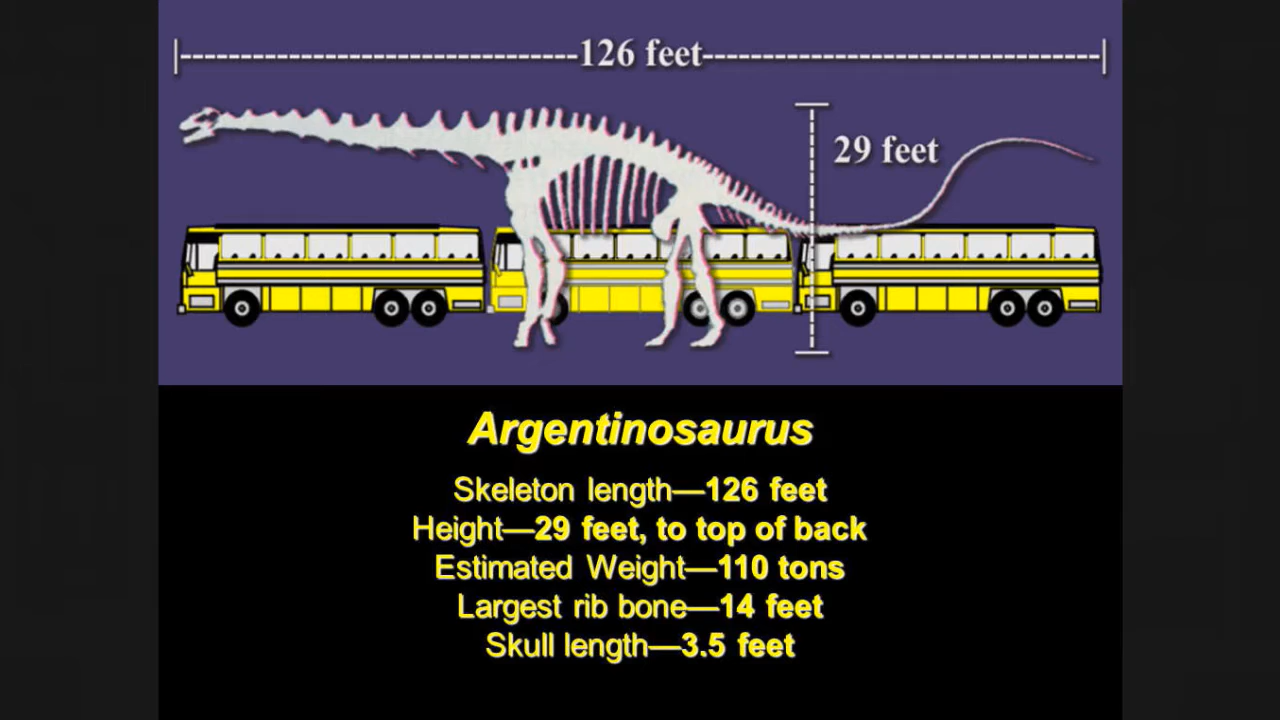 126 feet
29 feet
Argentinosaurus
Skeleton length—126 feet
Height—29 feet, to top of back
Estimated Weight—110 tons
Largest rib bone—14 feet
Skull length—3.5 feet